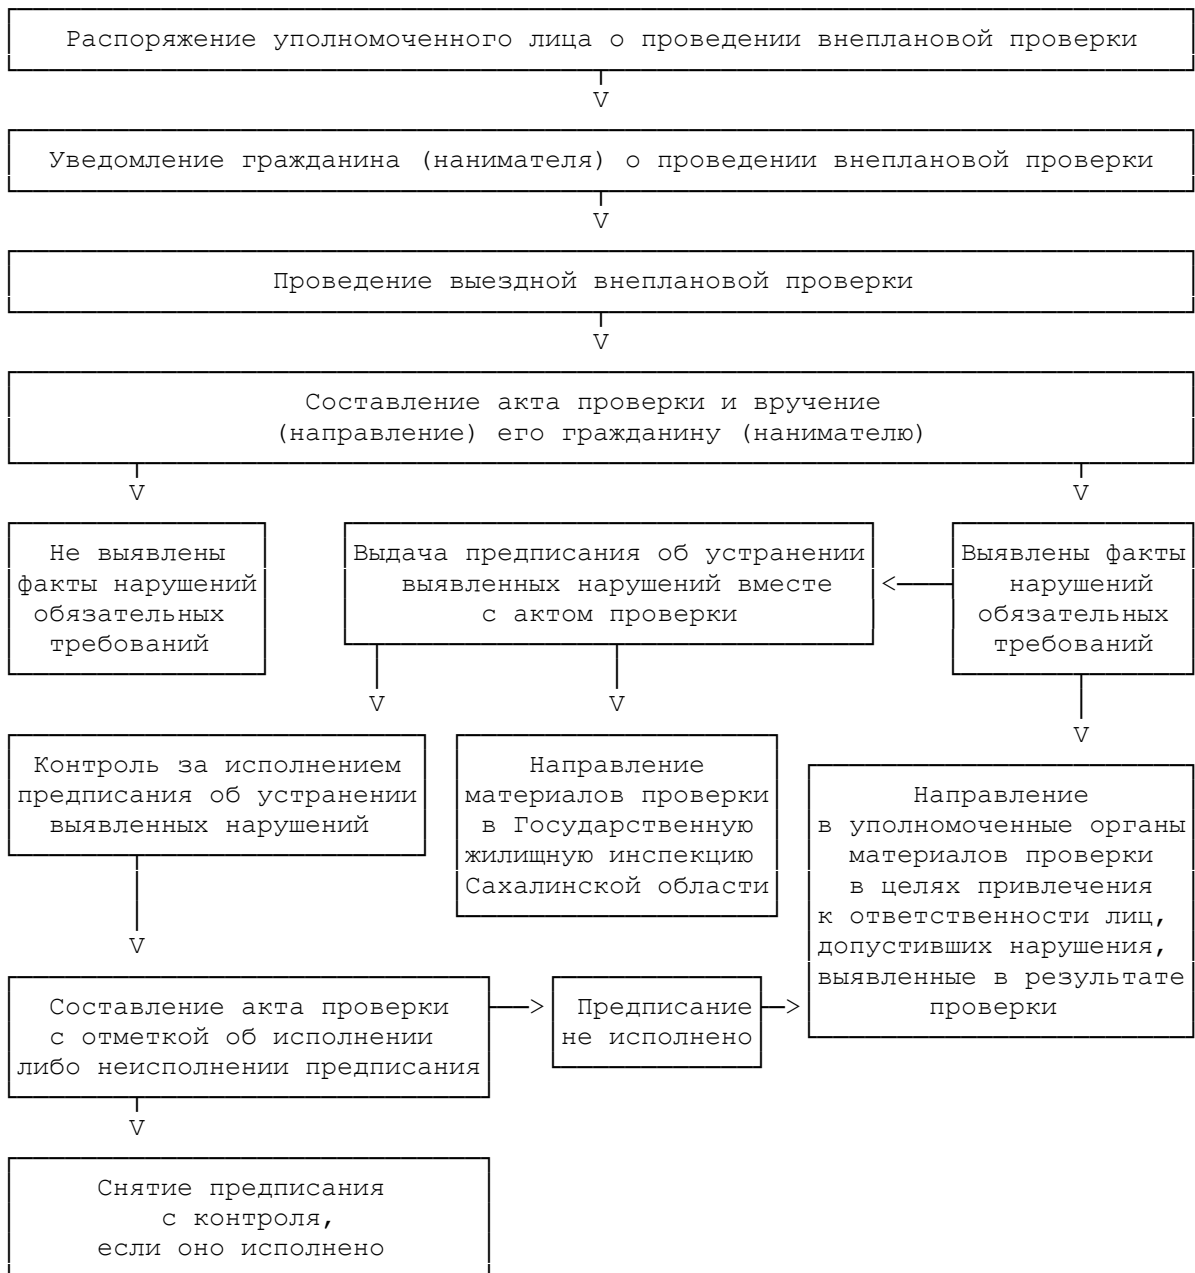 Распоряжение уполномоченного лица о проведении внеплановой проверки
V
Уведомление гражданина (нанимателя) о проведении внеплановой проверки
V
Проведение выездной внеплановой проверки
V
Составление акта проверки и вручение
(направление) его гражданину (нанимателю)
V
V
Не выявлены
факты нарушений
обязательных
требований
Выдача предписания об устранении
выявленных нарушений вместе
с актом проверки
<
Выявлены факты
нарушений
обязательных
требований
V
V
V
Контроль за исполнением
предписания об устранении
выявленных нарушений
Направление
материалов проверки
в Государственную
жилищную инспекцию
Сахалинской области
Направление
в уполномоченные органы
материалов проверки
в целях привлечения
к ответственности лиц,
допустивших нарушения,
выявленные в результате
проверки
V
Составление акта проверки
с отметкой об исполнении
либо неисполнении предписания
>
Предписание
не исполнено
>
V
Снятие предписания
с контроля,
если оно исполнено